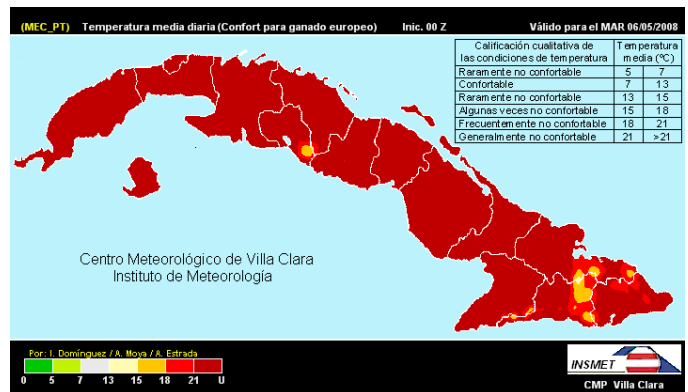 (MEC_PT) Temperatura media diaria (Confort para ganado europeo) Inic. 00 Z Válido para el MAR 06/05/2008
Calificación cualitativa de las condiciones de temperatura Temperatura media (ºC)
Raramente no confortable 5 7
Confortable 7 13
Raramente no confortable 13 15
Algunas veces no confortable 15 18
Frecuentemente no confortable 18 21
Generalmente no confortable 21 >21
Centro Meteorológico de Villa Clara
Instituto de Meteorología
Por: I. Domínguez / A. Moya / A. Estrada
0 5 7 13 15 18 21 U
INSMET
CMP Villa Clara